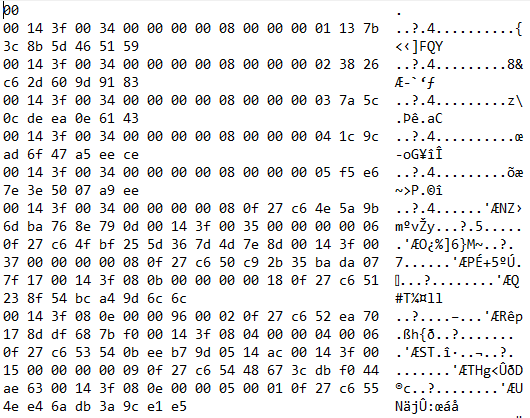 00 .
00 14 3f 00 34 00 00 00 00 08 00 00 00 01 13 7b ..?.4..........{
3c 8b 5d 46 51 59 <‹]FQY
00 14 3f 00 34 00 00 00 00 08 00 00 00 02 38 26 ..?.4.........8&
c6 2d 60 9d 91 83 Æ-`‘ƒ
00 14 3f 00 34 00 00 00 00 08 00 00 00 03 7a 5c ..?.4.........z\
0c de ea 0e 61 43 .Þê.aC
00 14 3f 00 34 00 00 00 00 08 00 00 00 04 1c 9c ..?.4..........œ
ad 6f 47 a5 ee ce -oG¥îÎ
00 14 3f 00 34 00 00 00 00 08 00 00 00 05 f5 e6 ..?.4.........õæ
7e 3e 50 07 a9 ee ~>P.©î
00 14 3f 00 34 00 00 00 00 08 0f 27 c6 4e 5a 9b ..?.4......'ÆNZ›
6d ba 76 8e 79 0d 00 14 3f 00 35 00 00 00 00 06 mºvŽy...?.5.....
0f 27 c6 4f bf 25 5d 36 7d 4d 7e 8d 00 14 3f 00 .'ÆO¿%]6}M~..?.
37 00 00 00 00 08 0f 27 c6 50 c9 2b 35 ba da 07 7......'ÆPÉ+5ºÚ.
7f 17 00 14 3f 08 0b 00 00 00 00 18 0f 27 c6 51 ...?........'ÆQ
23 8f 54 bc a4 9d 6c 6c #T¼¤ll
00 14 3f 08 0e 00 00 96 00 02 0f 27 c6 52 ea 70 ..?....–...'ÆRêp
17 8d df 68 7b f0 00 14 3f 08 04 00 00 04 00 06 .ßh{ð..?.......
0f 27 c6 53 54 0b ee b7 9d 05 14 ac 00 14 3f 00 .'ÆST.î·..¬..?.
15 00 00 00 00 09 0f 27 c6 54 48 67 3c db f0 44 .......'ÆTHg<ÛðD
ae 63 00 14 3f 08 0e 00 00 00 05 00 01 0f 27 c6 55 ®c..?........'ÆU
4e e4 6a db 3a 9c e1 e5 NäjÛ:œáå